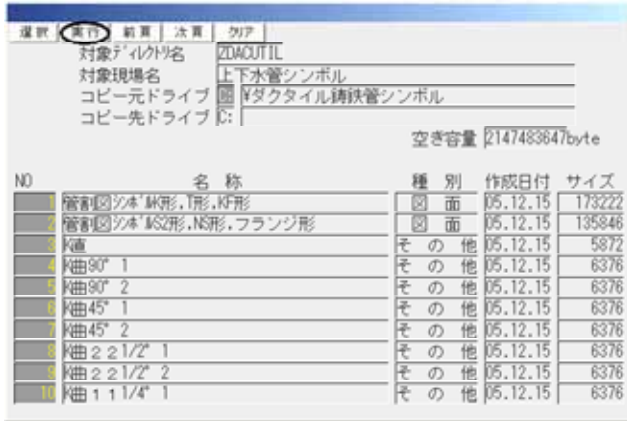 選択 実行 前頁 次頁 クリア
対象ﾃﾞｨﾚｸﾄﾘ名 ZDACUTIL
対象現場名 上下水管シンボル
コピー元ドライブ ¥ダクタイル鋳鉄管シンボル
コピー先ドライブ C:
空き容量 2147483647byte
NO 名 称 種 別 作成日付 サイズ
1 管割図ｼﾝﾎﾞﾙK形,T形,KF形 図 面 05.12.15 173222
2 管割図ｼﾝﾎﾞﾙS2形,NS形,フランジ形 図 面 05.12.15 135846
3 K直 そ の 他 05.12.15 5872
4 K曲90° 1 そ の 他 05.12.15 6376
5 K曲90° 2 そ の 他 05.12.15 6376
6 K曲45° 1 そ の 他 05.12.15 6376
7 K曲45° 2 そ の 他 05.12.15 6376
8 K曲２２1/2° 1 そ の 他 05.12.15 6376
9 K曲２２1/2° 2 そ の 他 05.12.15 6376
10 K曲１１1/4° 1 そ の 他 05.12.15 6376